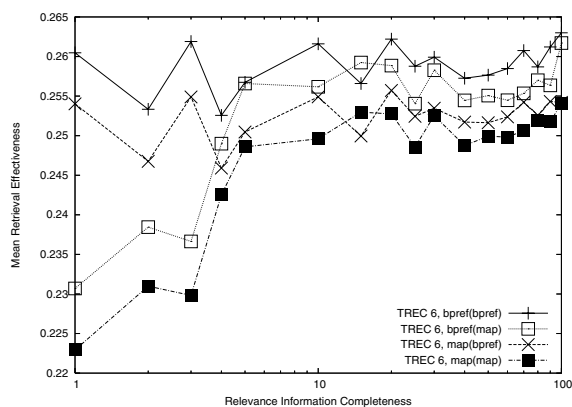 0.265
0.26
0.255
0.25
0.245
0.24
0.235
0.23
0.225
0.22
Mean Retrieval Effectiveness
TREC 6, bpref(bpref)
TREC 6, bpref(map)
TREC 6, map(bpref)
TREC 6, map(map)
1 10 100
Relevance Information Completeness